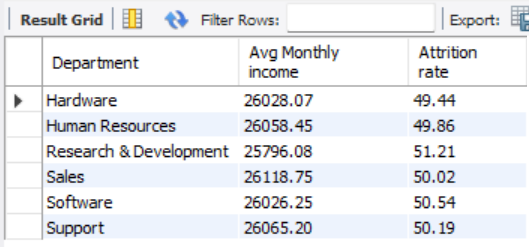 Result Grid Filter Rows: Export:
Department Avg Monthly income Attrition rate
Hardware 26028.07 49.44
Human Resources 26058.45 49.86
Research & Development 25796.08 51.21
Sales 26118.75 50.02
Software 26026.25 50.54
Support 26065.20 50.19